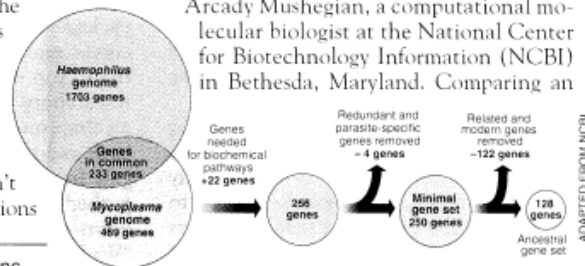 he
s
Arcady Mushegian, a computational mo-
lecular biologist at the National Center
for Biotechnology Information (NCBI)
in Bethesda, Maryland. Comparing an
Haemophilus
genome
1703 genes
Genes
in common
233 genes
Mycoplasma
genome
469 genes
Genes
needed
for biochemical
pathways
+22 genes
256
genes
Redundant and
parasite-specific
genes removed
– 4 genes
Minimal
gene set
250 genes
Related and
modern genes
removed
–122 genes
128
genes
Ancestral
gene set
ADAPTED FROM NCBI
't
ions